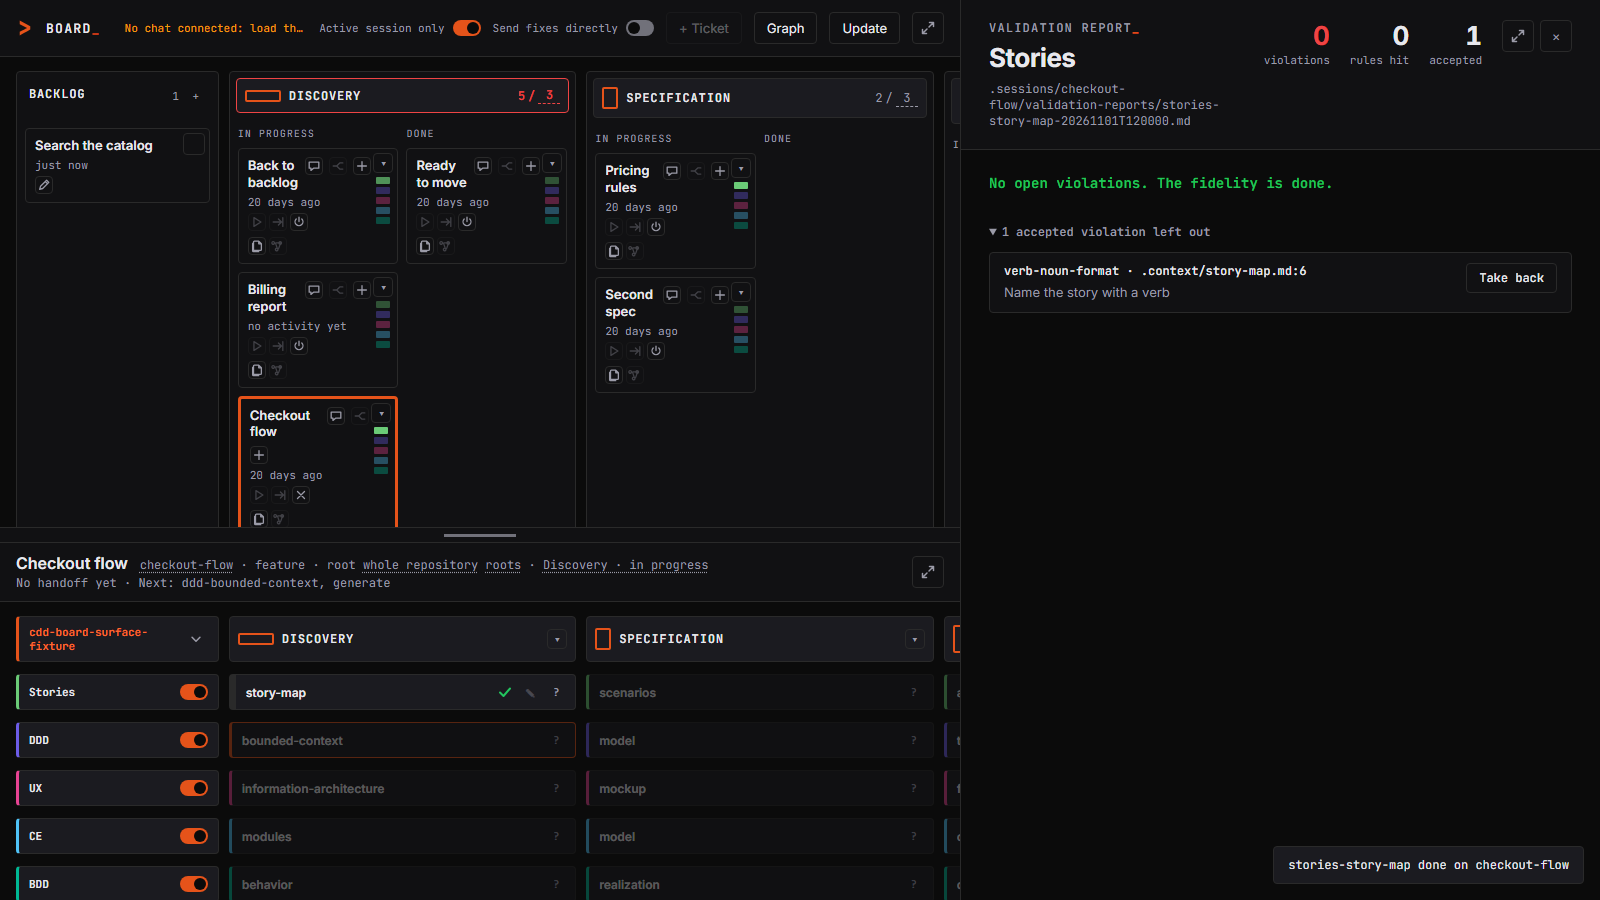 > BOARD_
No chat connected: load th…
Active session only
Send fixes directly
+ Ticket
Graph
Update
BACKLOG 1 +
Search the catalog
just now
DISCOVERY 5 / 3
IN PROGRESS
DONE
Back to backlog
20 days ago
Ready to move
20 days ago
Billing report
no activity yet
Checkout flow
20 days ago
SPECIFICATION 2 / 3
IN PROGRESS
DONE
Pricing rules
20 days ago
Second spec
20 days ago
Checkout flow checkout-flow · feature · root whole repository roots · Discovery · in progress
No handoff yet · Next: ddd-bounded-context, generate
cdd-board-surface-
fixture
DISCOVERY
SPECIFICATION
Stories
story-map ?
scenarios ?
DDD
bounded-context ?
model ?
UX
information-architecture ?
mockup ?
CE
modules ?
model ?
BDD
behavior ?
realization ?
VALIDATION REPORT_
Stories
.sessions/checkout-
flow/validation-reports/stories-
story-map-20261101T120000.md
0 violations
0 rules hit
1 accepted
×
No open violations. The fidelity is done.
▼ 1 accepted violation left out
verb-noun-format · .context/story-map.md:6
Name the story with a verb
Take back
stories-story-map done on checkout-flow